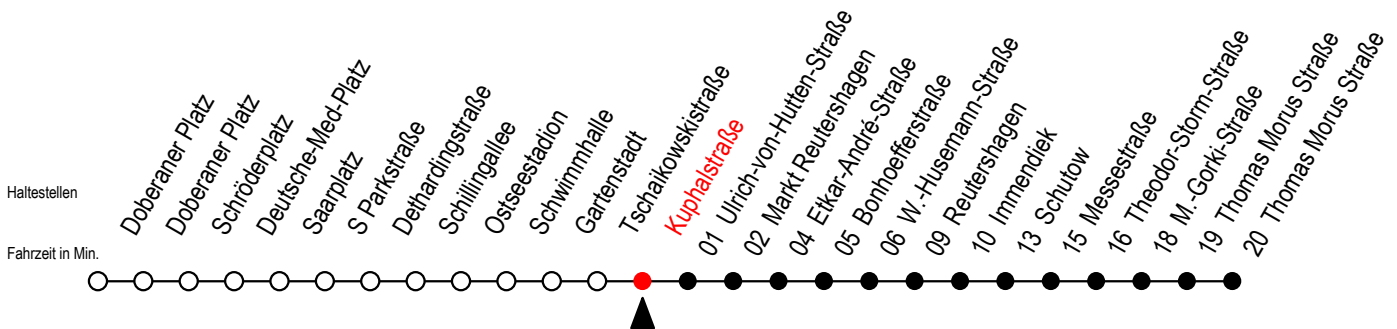 Haltestellen
Fahrzeit in Min.
Doberaner Platz
Doberaner Platz
Schröderplatz
Deutsche-Med-Platz
Saarplatz
S Parkstraße
Dethardingstraße
Schillingallee
Ostseestadion
Schwimmhalle
Gartenstadt
Tschaikowskistraße
Kuphalstraße
01 Ulrich-von-Hutten-Straße
02 Markt Reutershagen
04 Etkar-André-Straße
05 Bonhoefferstraße
06 W.-Husemann-Straße
09 Reutershagen
10 Immendiek
13 Schutow
15 Messestraße
16 Theodor-Storm-Straße
18 M.-Gorki-Straße
19 Thomas Morus Straße
20 Thomas Morus Straße